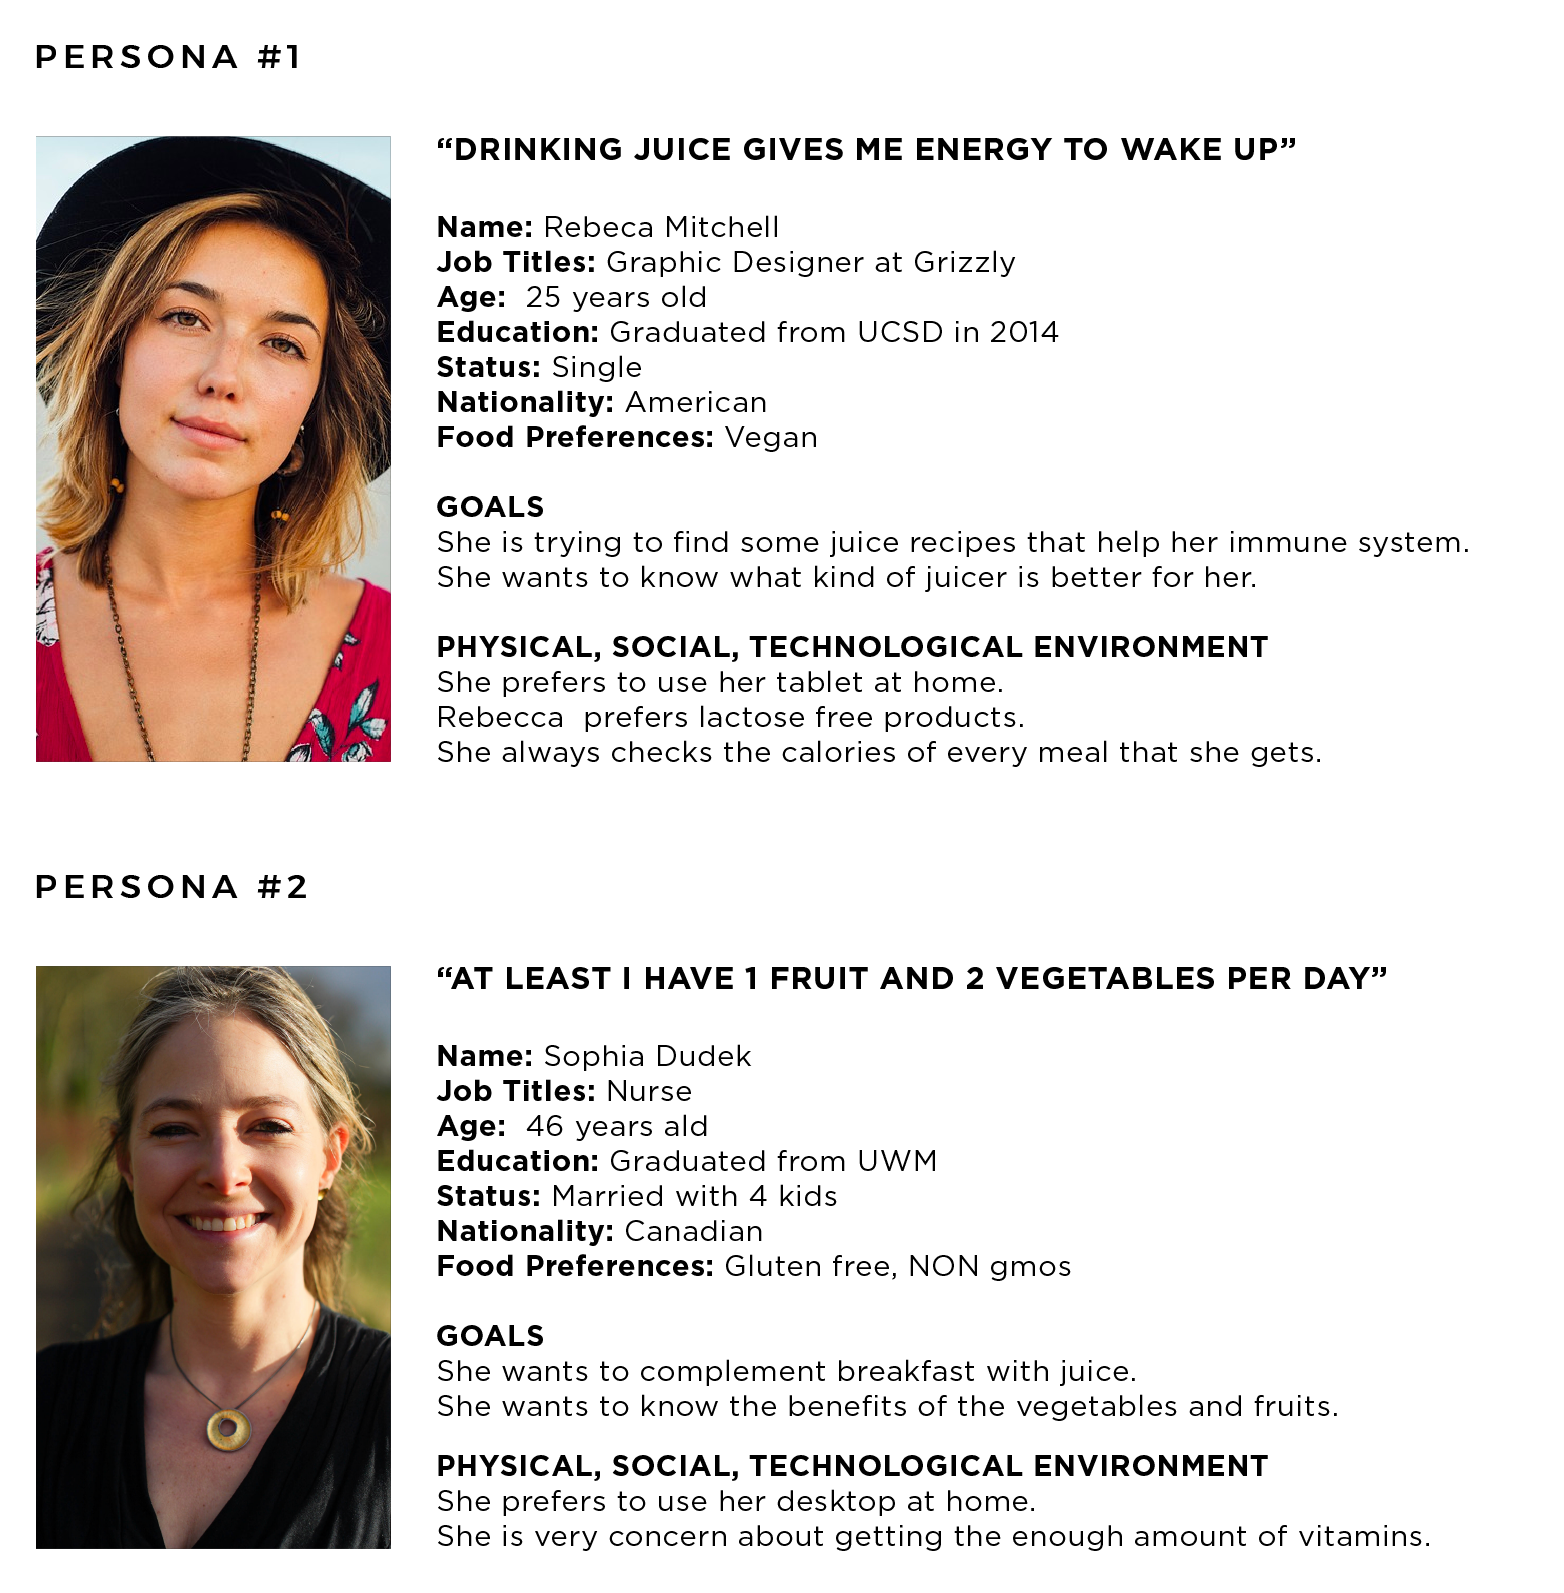 PERSONA #1
“DRINKING JUICE GIVES ME ENERGY TO WAKE UP”
Name: Rebeca Mitchell
Job Titles: Graphic Designer at Grizzly
Age:  25 years old
Education: Graduated from UCSD in 2014
Status: Single
Nationality: American
Food Preferences: Vegan
GOALS
She is trying to find some juice recipes that help her immune system.
She wants to know what kind of juicer is better for her.
PHYSICAL, SOCIAL, TECHNOLOGICAL ENVIRONMENT
She prefers to use her tablet at home.
Rebecca  prefers lactose free products.
She always checks the calories of every meal that she gets.
PERSONA #2
“AT LEAST I HAVE 1 FRUIT AND 2 VEGETABLES PER DAY”
Name: Sophia Dudek
Job Titles: Nurse
Age:  46 years ald
Education: Graduated from UWM
Status: Married with 4 kids
Nationality: Canadian
Food Preferences: Gluten free, NON gmos
GOALS
She wants to complement breakfast with juice.
She wants to know the benefits of the vegetables and fruits.
PHYSICAL, SOCIAL, TECHNOLOGICAL ENVIRONMENT
She prefers to use her desktop at home.
She is very concern about getting the enough amount of vitamins.